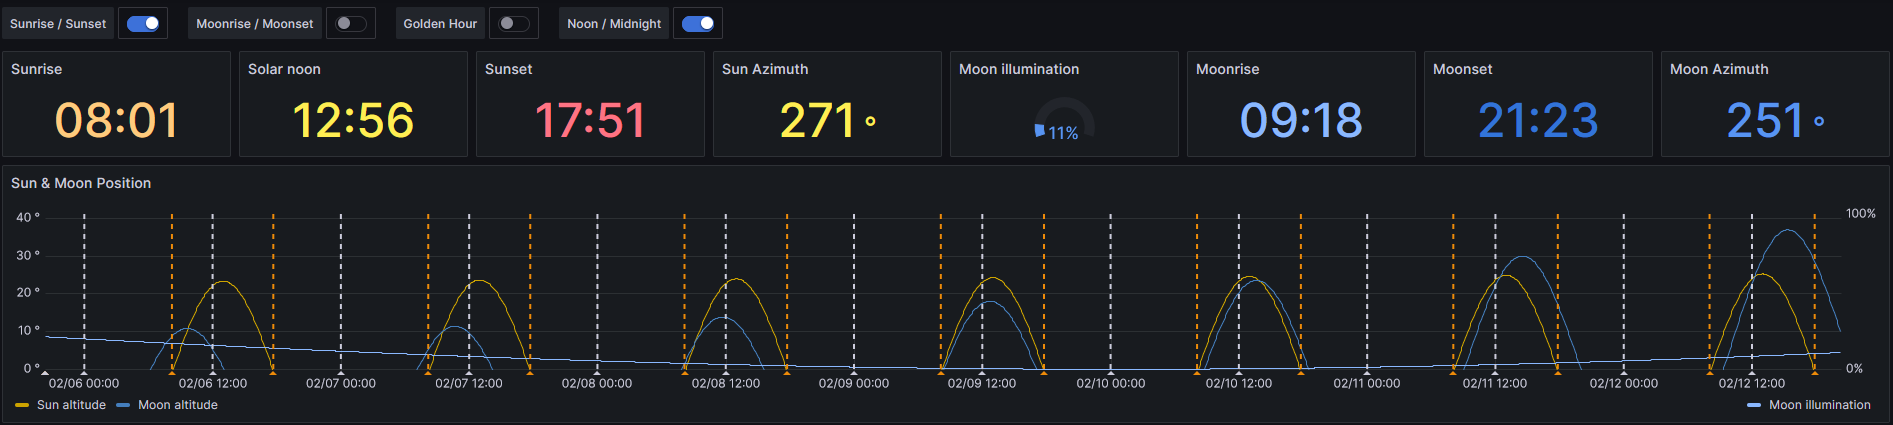 Sunrise / Sunset Moonrise / Moonset Golden Hour Noon / Midnight
Sunrise Solar noon Sunset Sun Azimuth Moon illumination Moonrise Moonset Moon Azimuth
08:01 12:56 17:51 271 ° 11% 09:18 21:23 251 °
Sun & Moon Position
40 ° 100%
30 °
20 °
10 °
0 ° 0%
02/06 00:00 02/06 12:00 02/07 00:00 02/07 12:00 02/08 00:00 02/08 12:00 02/09 00:00 02/09 12:00 02/10 00:00 02/10 12:00 02/11 00:00 02/11 12:00 02/12 00:00 02/12 12:00
Sun altitude Moon altitude Moon illumination